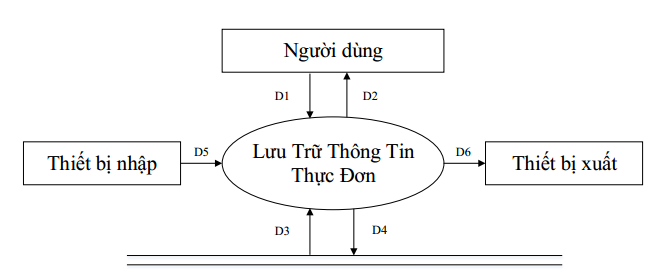 Người dùng
D1
D2
Thiết bị nhập
D5
Lưu Trữ Thông Tin
Thực Đơn
D6
Thiết bị xuất
D3
D4